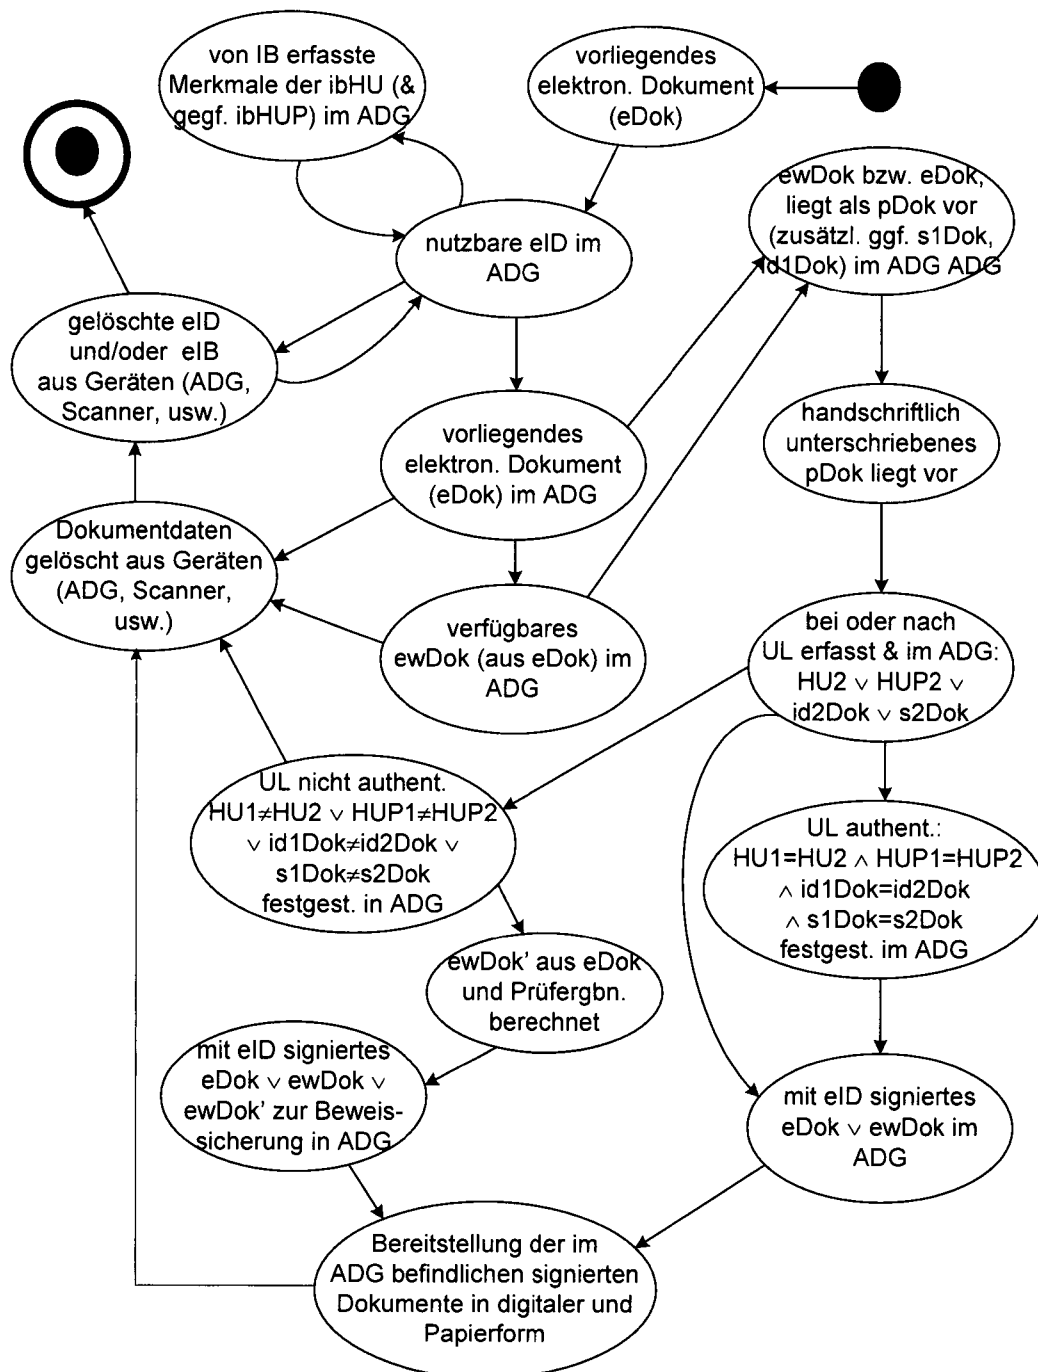 von IB erfasste
Merkmale der ibHU (&
gegf. ibHUP) im ADG
vorliegendes
elektron. Dokument
(eDok)
ewDok bzw. eDok,
liegt als pDok vor
(zusätzl. ggf. s1Dok,
id1Dok) im ADG ADG
nutzbare eID im
ADG
gelöschte eID
und/oder eIB
aus Geräten (ADG,
Scanner, usw.)
vorliegendes
elektron. Dokument
(eDok) im ADG
handschriftlich
unterschriebenes
pDok liegt vor
Dokumentdaten
gelöscht aus Geräten
(ADG, Scanner,
usw.)
verfügbares
ewDok (aus eDok) im
ADG
bei oder nach
UL erfasst & im ADG:
HU2 ∨ HUP2 ∨
id2Dok ∨ s2Dok
UL nicht authent.
HU1≠HU2 ∨ HUP1≠HUP2
∨ id1Dok≠id2Dok ∨
s1Dok≠s2Dok
festgest. in ADG
UL authent.:
HU1=HU2 ∧ HUP1=HUP2
∧ id1Dok=id2Dok
∧ s1Dok=s2Dok
festgest. im ADG
ewDok’ aus eDok
und Prüfergbn.
berechnet
mit eID signiertes
eDok ∨ ewDok ∨
ewDok’ zur Beweis-
sicherung in ADG
mit eID signiertes
eDok ∨ ewDok im
ADG
Bereitstellung der im
ADG befindlichen signierten
Dokumente in digitaler und
Papierform